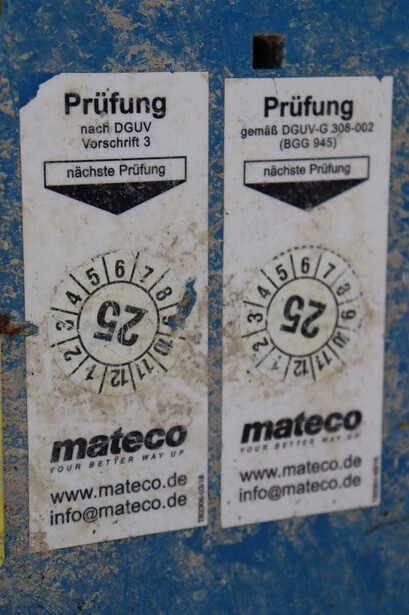 Prüfung
nach DGUV
Vorschrift 3
nächste Prüfung
1 2 3 4 5 6 7 8 9 10 11 12
25
mateco
YOUR BETTER WAY UP
www.mateco.de
info@mateco.de
Prüfung
gemäß DGUV-G 308-002
(BGG 945)
nächste Prüfung
1 2 3 4 5 6 7 8 9 10 11 12
25
mateco
YOUR BETTER WAY UP
www.mateco.de
info@mateco.de